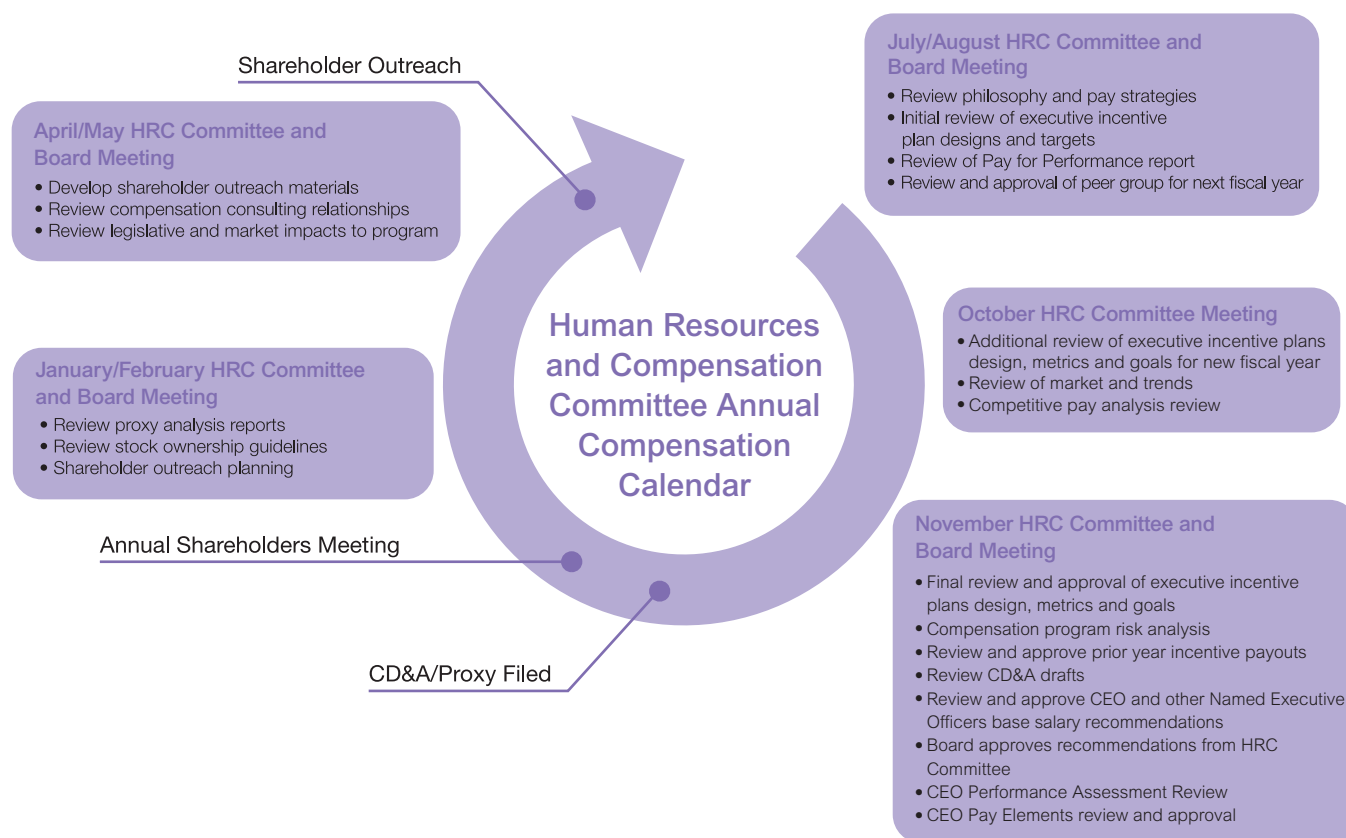 Shareholder Outreach
April/May HRC Committee and
Board Meeting
• Develop shareholder outreach materials
• Review compensation consulting relationships
• Review legislative and market impacts to program
January/February HRC Committee
and Board Meeting
• Review proxy analysis reports
• Review stock ownership guidelines
• Shareholder outreach planning
Annual Shareholders Meeting
CD&A/Proxy Filed
Human Resources
and Compensation
Committee Annual
Compensation
Calendar
July/August HRC Committee and
Board Meeting
• Review philosophy and pay strategies
• Initial review of executive incentive
plan designs and targets
• Review of Pay for Performance report
• Review and approval of peer group for next fiscal year
October HRC Committee Meeting
• Additional review of executive incentive plans
design, metrics and goals for new fiscal year
• Review of market and trends
• Competitive pay analysis review
November HRC Committee and
Board Meeting
• Final review and approval of executive incentive
plans design, metrics and goals
• Compensation program risk analysis
• Review and approve prior year incentive payouts
• Review CD&A drafts
• Review and approve CEO and other Named Executive
Officers base salary recommendations
• Board approves recommendations from HRC
Committee
• CEO Performance Assessment Review
• CEO Pay Elements review and approval